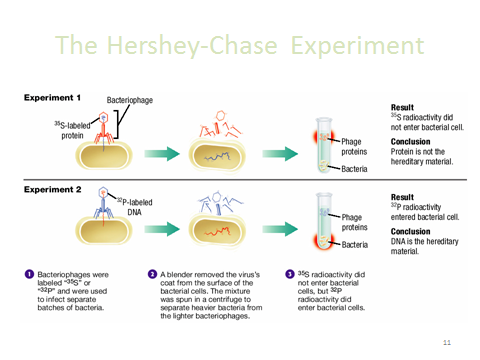 The Hershey-Chase Experiment
Experiment 1
Bacteriophage
³⁵S-labeled
protein
Phage
proteins
Bacteria
Result
³⁵S radioactivity did
not enter bacterial cell.
Conclusion
Protein is not the
hereditary material.
Experiment 2
³²P-labeled
DNA
Phage
proteins
Bacteria
Result
³²P radioactivity
entered bacterial cell.
Conclusion
DNA is the hereditary
material.
1 Bacteriophages were
labeled "³⁵S" or
"³²P" and were used
to infect separate
batches of bacteria.
2 A blender removed the virus's
coat from the surface of the
bacterial cells. The mixture
was spun in a centrifuge to
separate heavier bacteria from
the lighter bacteriophages.
3 ³⁵S radioactivity did
not enter bacterial
cells, but ³²P
radioactivity did
enter bacterial cells.
11